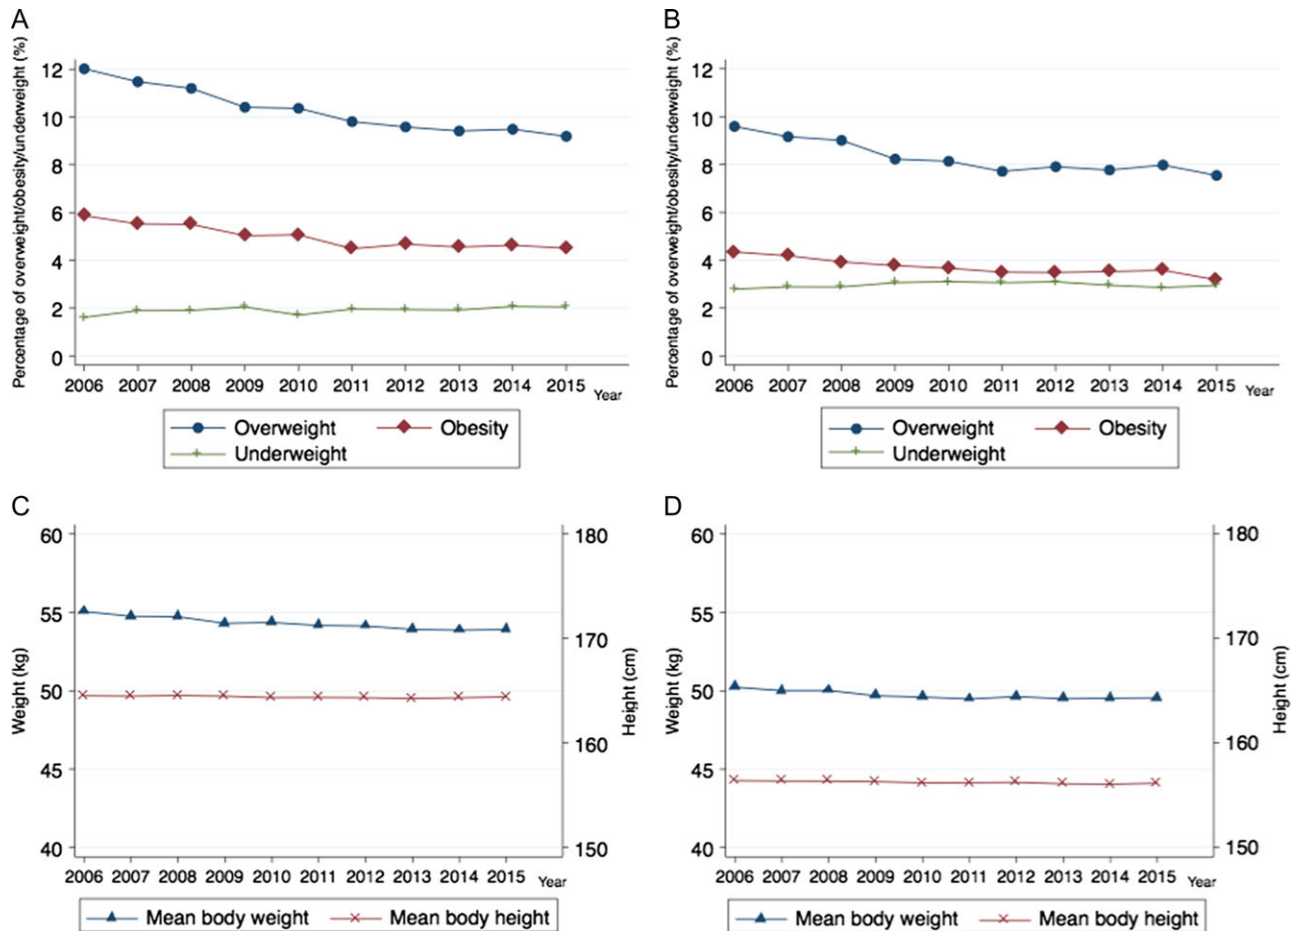 A
Percentage of overweight/obesity/underweight (%)
12
10
8
6
4
2
0
2006 2007 2008 2009 2010 2011 2012 2013 2014 2015 Year
Overweight Obesity
Underweight
B
Percentage of overweight/obesity/underweight (%)
12
10
8
6
4
2
0
2006 2007 2008 2009 2010 2011 2012 2013 2014 2015 Year
Overweight Obesity
Underweight
C
Weight (kg)
60
55
50
45
40
180
170
160
150
Height (cm)
2006 2007 2008 2009 2010 2011 2012 2013 2014 2015 Year
Mean body weight Mean body height
D
Weight (kg)
60
55
50
45
40
180
170
160
150
Height (cm)
2006 2007 2008 2009 2010 2011 2012 2013 2014 2015 Year
Mean body weight Mean body height